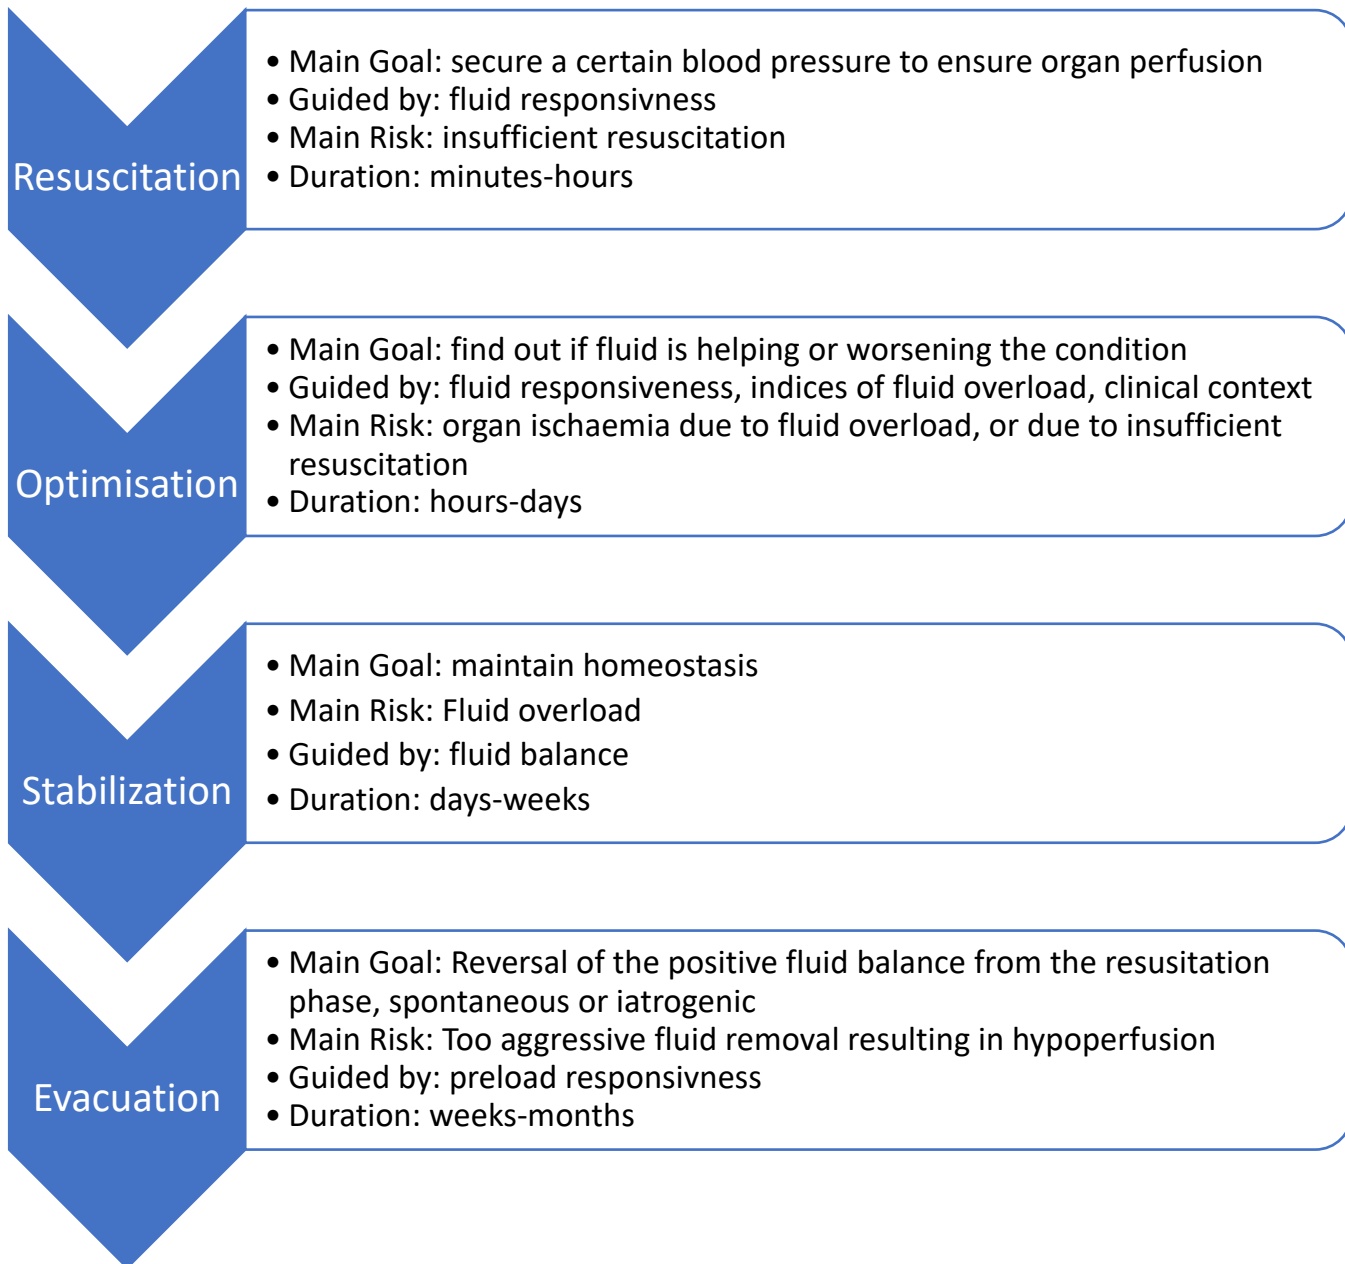 Resuscitation
• Main Goal: secure a certain blood pressure to ensure organ perfusion
• Guided by: fluid responsivness
• Main Risk: insufficient resuscitation
• Duration: minutes-hours
Optimisation
• Main Goal: find out if fluid is helping or worsening the condition
• Guided by: fluid responsiveness, indices of fluid overload, clinical context
• Main Risk: organ ischaemia due to fluid overload, or due to insufficient
resuscitation
• Duration: hours-days
Stabilization
• Main Goal: maintain homeostasis
• Main Risk: Fluid overload
• Guided by: fluid balance
• Duration: days-weeks
Evacuation
• Main Goal: Reversal of the positive fluid balance from the resusitation
phase, spontaneous or iatrogenic
• Main Risk: Too aggressive fluid removal resulting in hypoperfusion
• Guided by: preload responsivness
• Duration: weeks-months